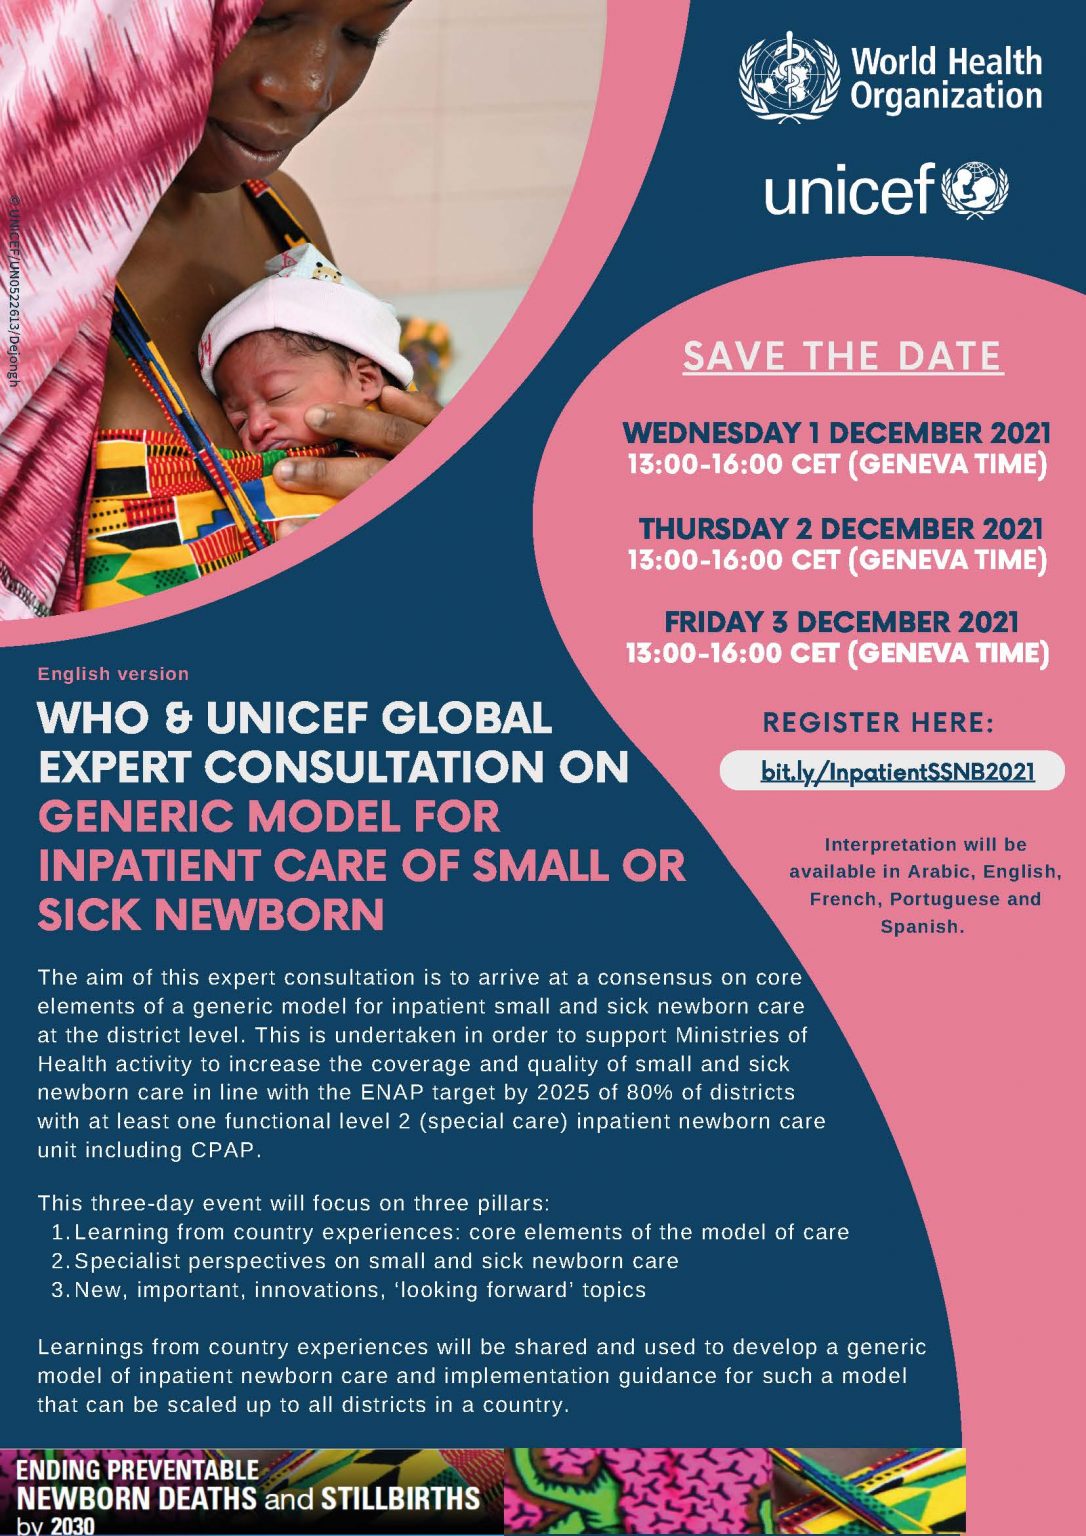 World Health
Organization
unicef
© UNICEF/UN0522613/Dejongh
SAVE THE DATE
WEDNESDAY 1 DECEMBER 2021
13:00-16:00 CET (GENEVA TIME)
THURSDAY 2 DECEMBER 2021
13:00-16:00 CET (GENEVA TIME)
FRIDAY 3 DECEMBER 2021
13:00-16:00 CET (GENEVA TIME)
REGISTER HERE:
bit.ly/InpatientSSNB2021
Interpretation will be
available in Arabic, English,
French, Portuguese and
Spanish.
English version
WHO & UNICEF GLOBAL
EXPERT CONSULTATION ON
GENERIC MODEL FOR
INPATIENT CARE OF SMALL OR
SICK NEWBORN
The aim of this expert consultation is to arrive at a consensus on core
elements of a generic model for inpatient small and sick newborn care
at the district level. This is undertaken in order to support Ministries of
Health activity to increase the coverage and quality of small and sick
newborn care in line with the ENAP target by 2025 of 80% of districts
with at least one functional level 2 (special care) inpatient newborn care
unit including CPAP.
This three-day event will focus on three pillars:
1. Learning from country experiences: core elements of the model of care
2. Specialist perspectives on small and sick newborn care
3. New, important, innovations, ‘looking forward’ topics
Learnings from country experiences will be shared and used to develop a generic
model of inpatient newborn care and implementation guidance for such a model
that can be scaled up to all districts in a country.
ENDING PREVENTABLE
NEWBORN DEATHS and STILLBIRTHS
by 2030